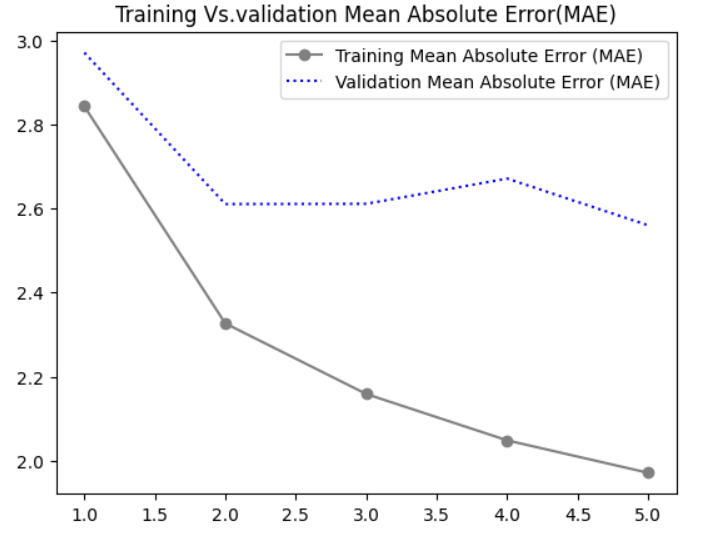 Training Vs.validation Mean Absolute Error(MAE)
Training Mean Absolute Error (MAE)
Validation Mean Absolute Error (MAE)
3.0
2.8
2.6
2.4
2.2
2.0
1.0 1.5 2.0 2.5 3.0 3.5 4.0 4.5 5.0